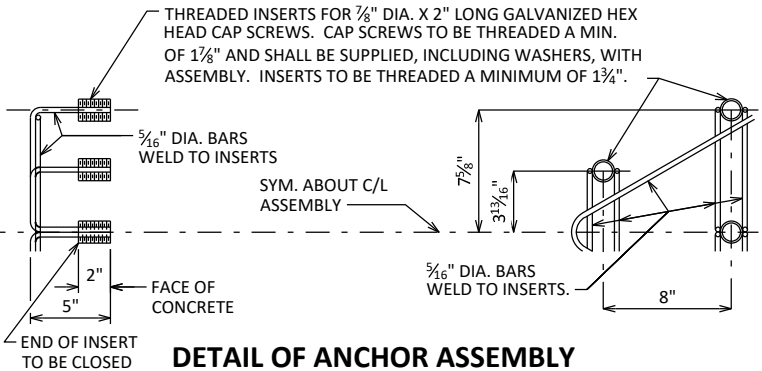 THREADED INSERTS FOR ⅞" DIA. X 2" LONG GALVANIZED HEX
HEAD CAP SCREWS. CAP SCREWS TO BE THREADED A MIN.
OF 1⅞" AND SHALL BE SUPPLIED, INCLUDING WASHERS, WITH
ASSEMBLY. INSERTS TO BE THREADED A MINIMUM OF 1¾".
5⁄16" DIA. BARS
WELD TO INSERTS
SYM. ABOUT C/L
ASSEMBLY
7⅝"
3 13⁄16"
2"
5"
FACE OF
CONCRETE
5⁄16" DIA. BARS
WELD TO INSERTS.
8"
END OF INSERT
TO BE CLOSED
DETAIL OF ANCHOR ASSEMBLY